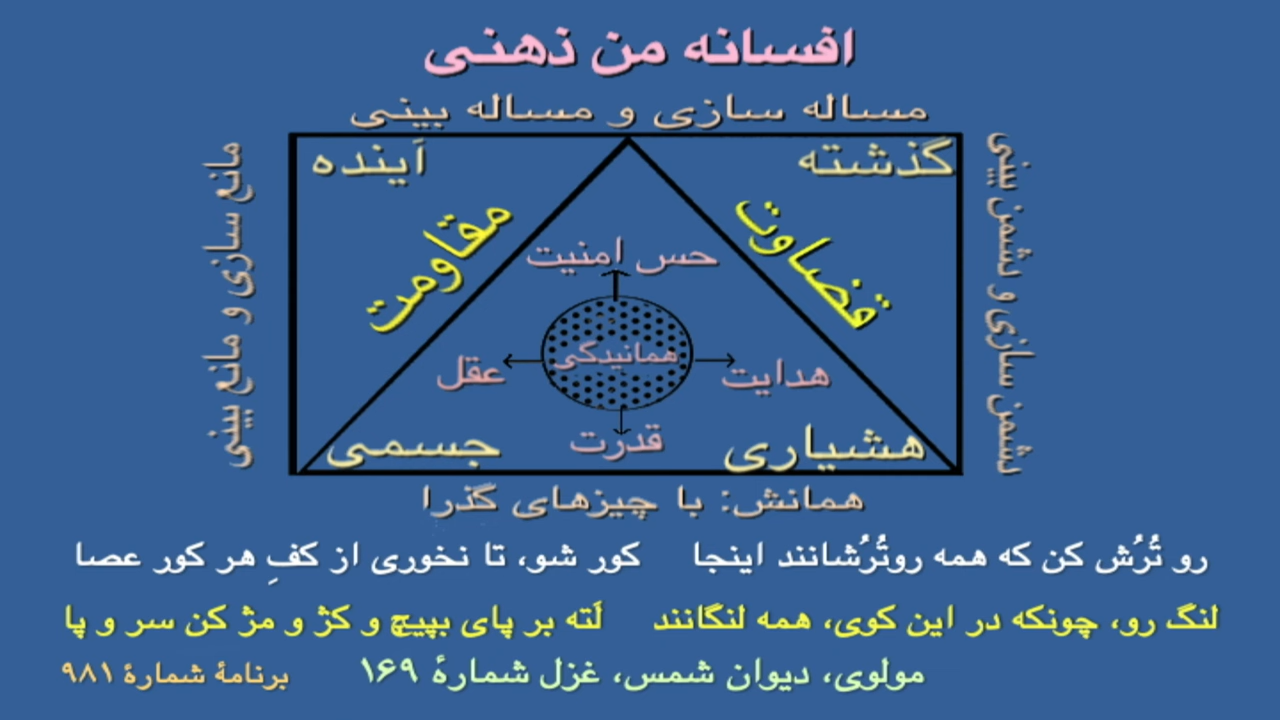 افسانه من ذهنی
مساله سازی و مساله بینی
گذشته
آینده
قضاوت
مقاومت
دشمن سازی و دشمن بینی
مانع سازی و مانع بینی
حس امنیت
همانیدگی
هدایت
عقل
قدرت
هشیاری
جسمی
همانش: با چیزهای گذرا
رو تُرُش کن که همه روتُرُشانند اینجا کور شو، تا نخوری از کفِ هر کور عصا
لنگ رو، چونکه در این کوی، همه لنگانند لَته بر پای بپیچ و کژ و مژ کن سر و پا
مولوی، دیوان شمس، غزل شمارهٔ ۱۶۹ برنامهٔ شمارهٔ ۹۸۱